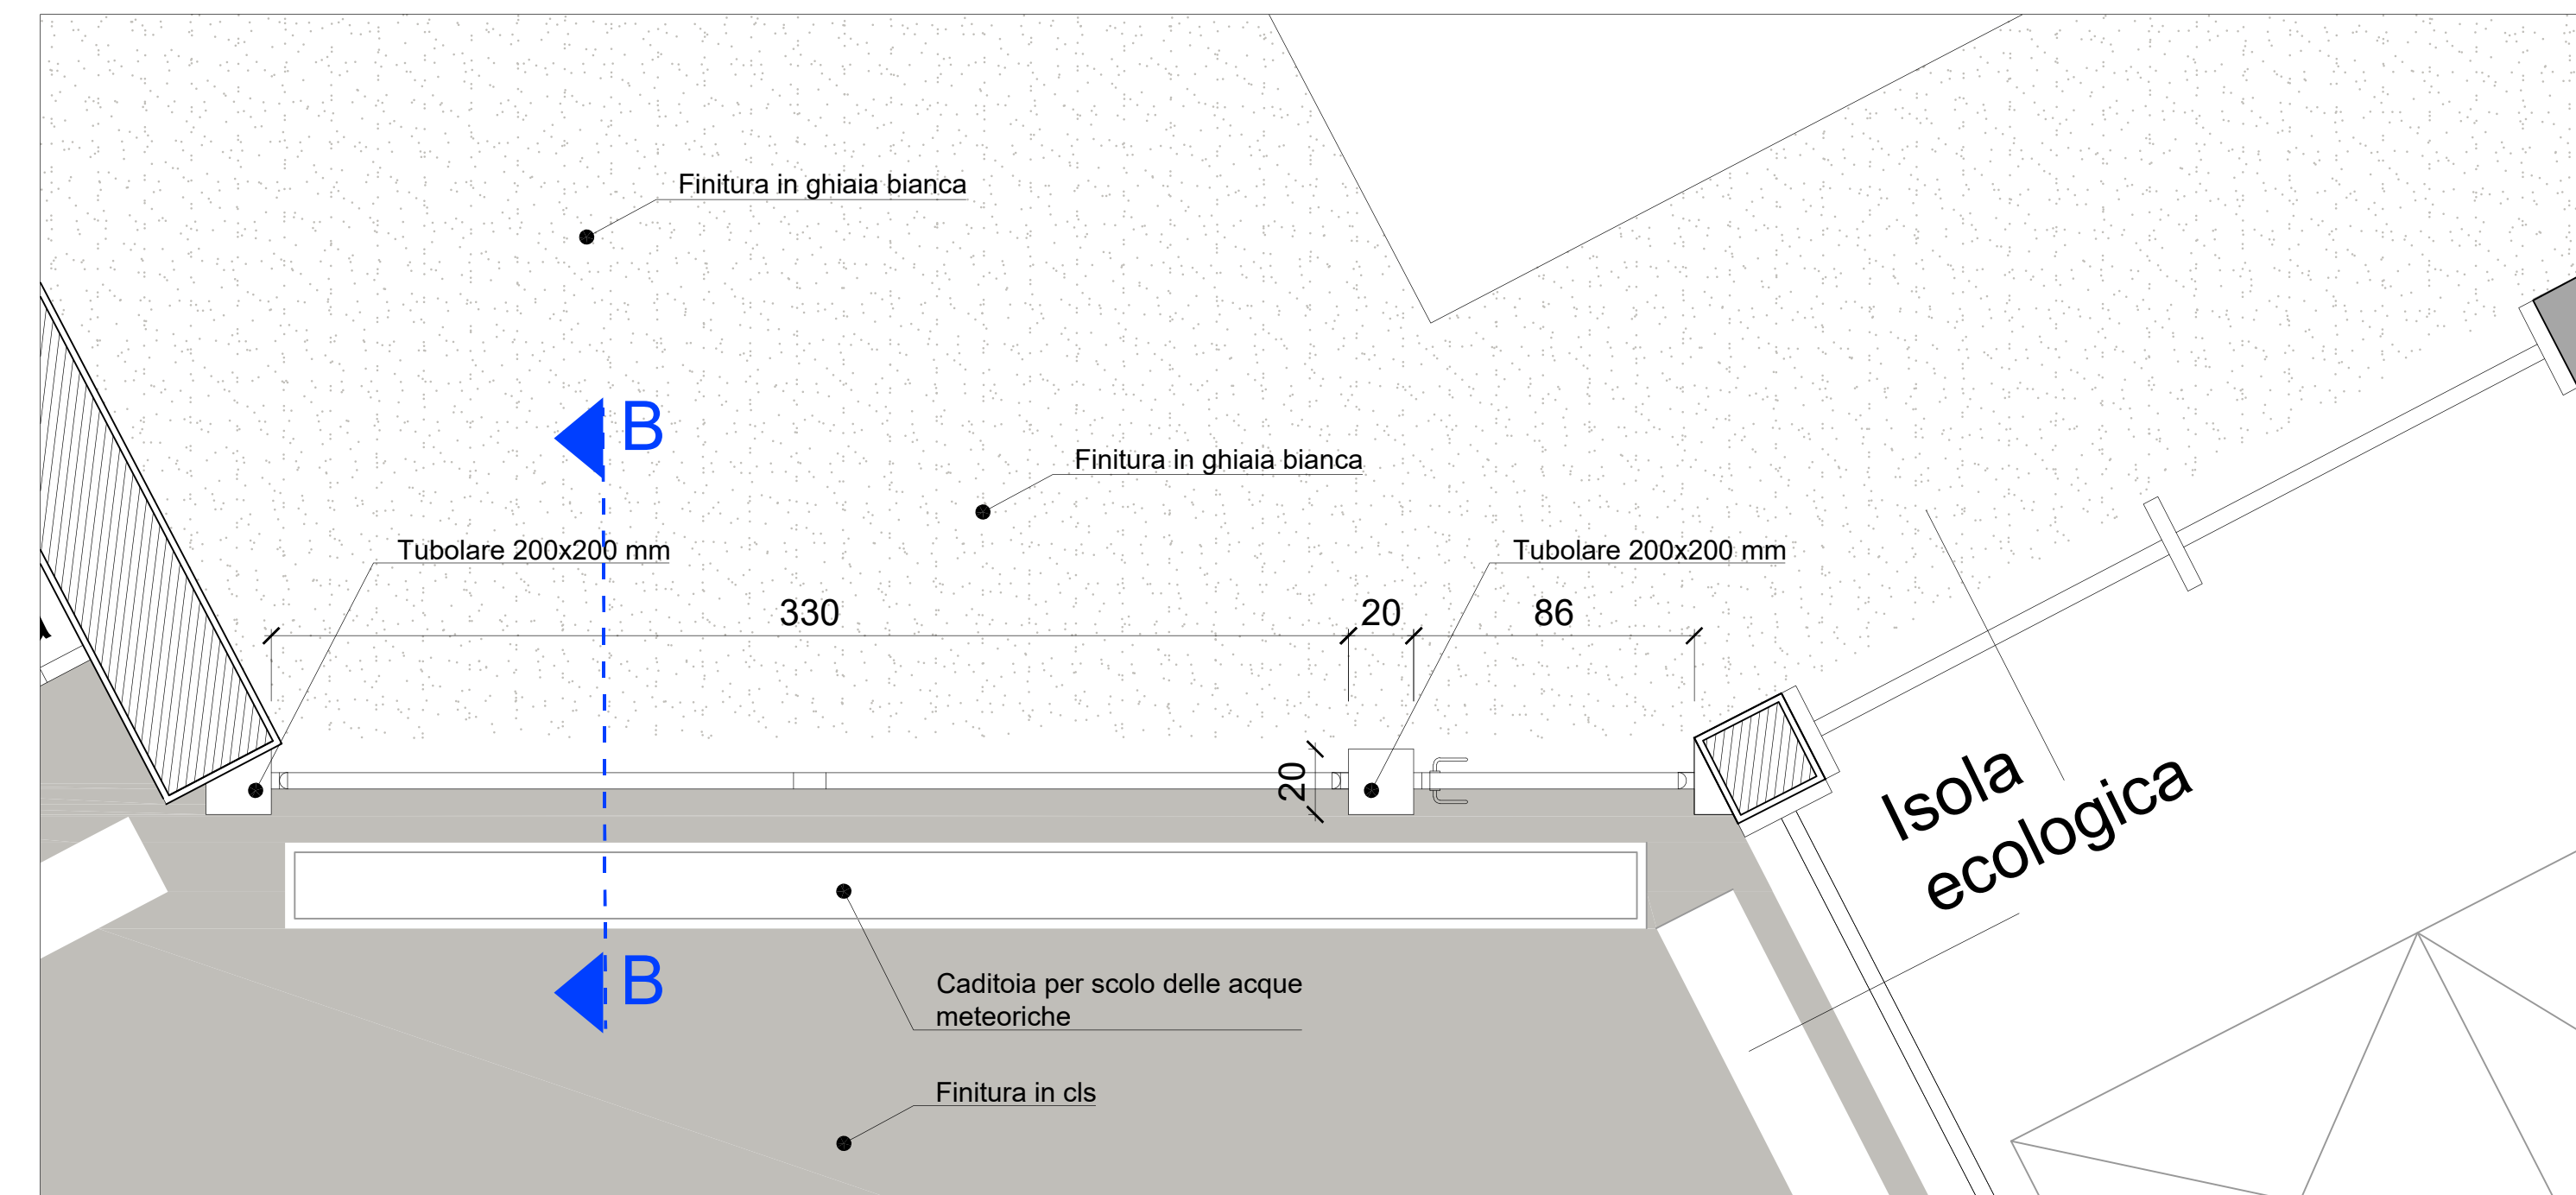 Finitura in ghiaia bianca
B
Finitura in ghiaia bianca
Tubolare 200x200 mm
Tubolare 200x200 mm
330
20
86
20
Isola
ecologica
B
Caditoia per scolo delle acque
meteoriche
Finitura in cls